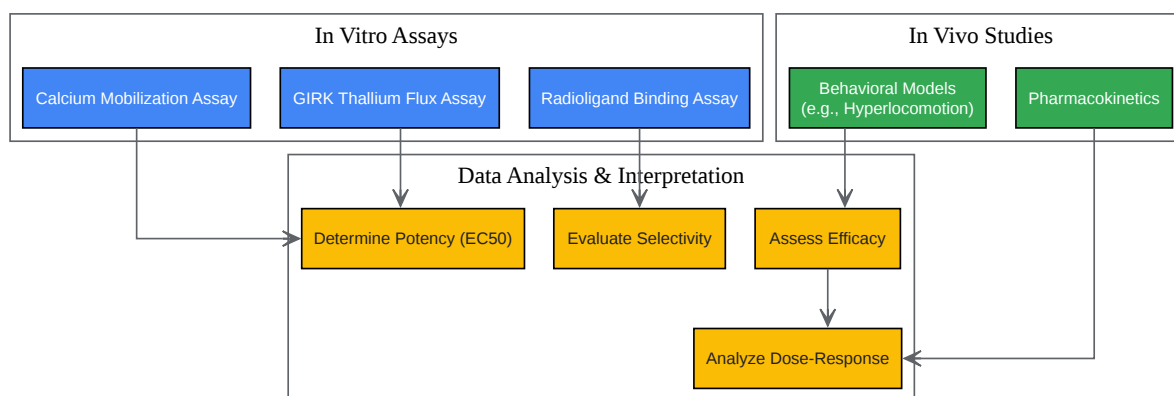 In Vitro Assays
In Vivo Studies
Calcium Mobilization Assay
GIRK Thallium Flux Assay
Radioligand Binding Assay
Behavioral Models
(e.g., Hyperlocomotion)
Pharmacokinetics
Data Analysis & Interpretation
Determine Potency (EC50)
Evaluate Selectivity
Assess Efficacy
Analyze Dose-Response